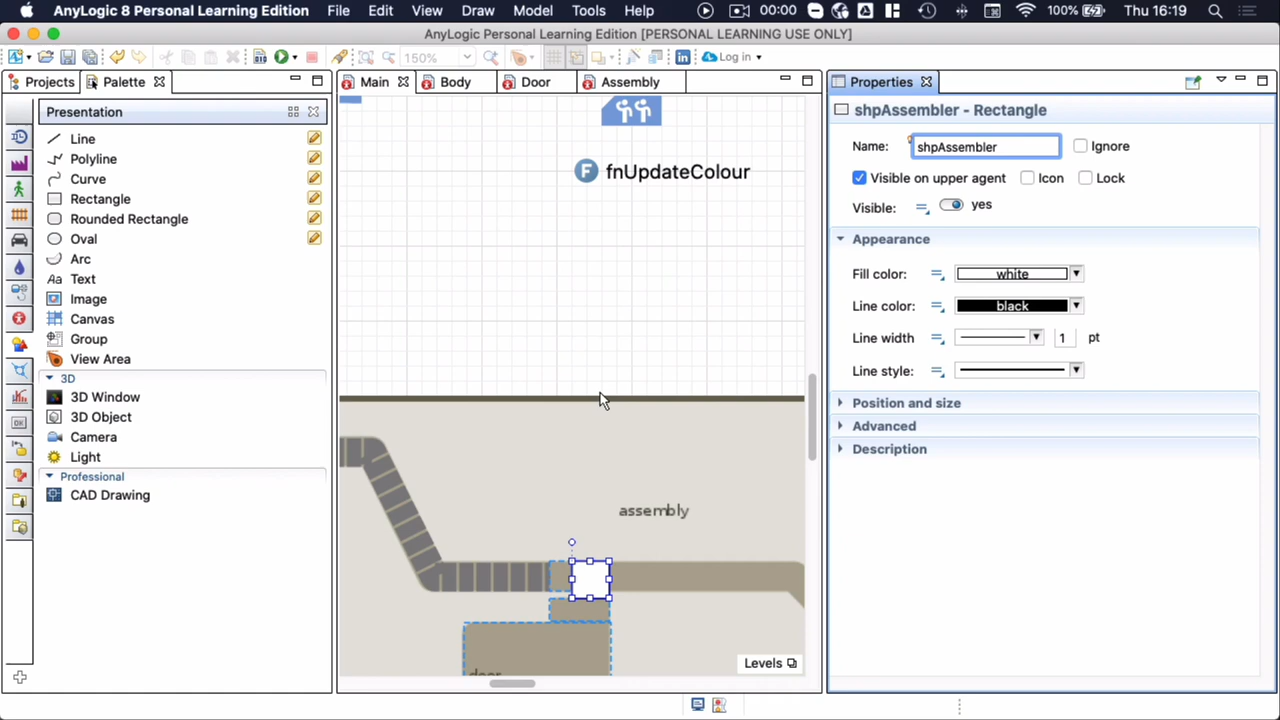 AnyLogic 8 Personal Learning Edition File Edit View Draw Model Tools Help 00:00 100% Thu 16:19
AnyLogic Personal Learning Edition [PERSONAL LEARNING USE ONLY]
150% Log in
Projects Palette Main Body Door Assembly Properties
Presentation
Line
Polyline
Curve
Rectangle
Rounded Rectangle
Oval
Arc
Aa Text
Image
Canvas
Group
View Area
3D
3D Window
3D Object
Camera
Light
Professional
CAD Drawing
F fnUpdateColour
assembly
door
Levels
shpAssembler - Rectangle
Name: shpAssembler Ignore
Visible on upper agent Icon Lock
Visible: yes
Appearance
Fill color: white
Line color: black
Line width 1 pt
Line style:
Position and size
Advanced
Description